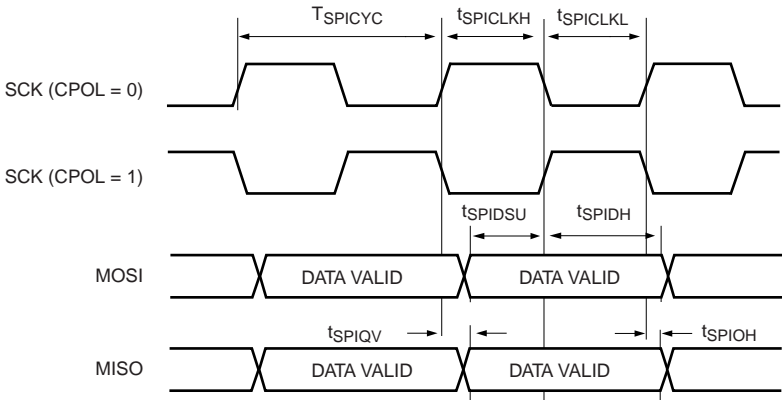 TSPICYC tSPICLKH tSPICLKL
SCK (CPOL = 0)
SCK (CPOL = 1)
tSPIDSU tSPIDH
MOSI DATA VALID DATA VALID
tSPIQV tSPIOH
MISO DATA VALID DATA VALID